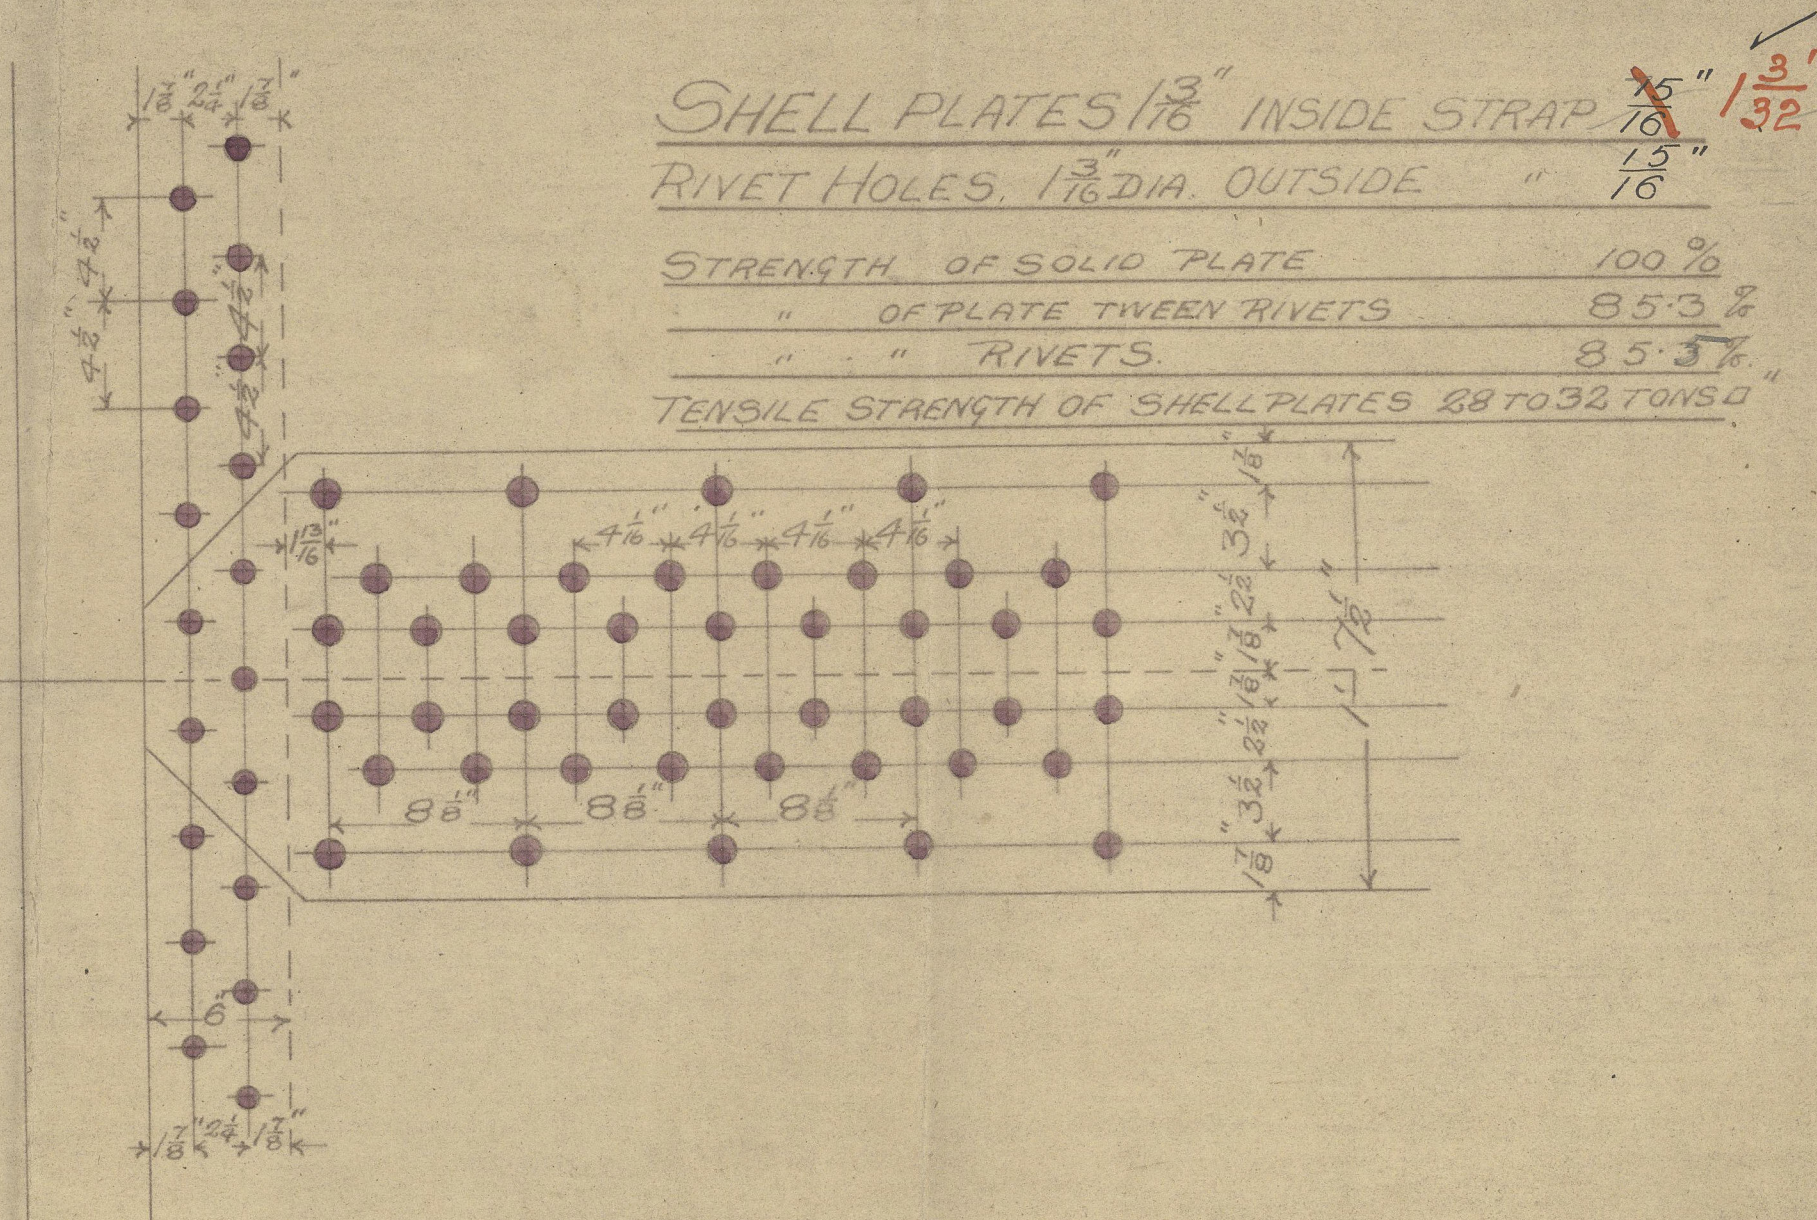 SHELL PLATES 1 3/16" INSIDE STRAP 15/16" 1 3/32"
RIVET HOLES. 1 3/16" DIA. OUTSIDE " 15/16"
STRENGTH OF SOLID PLATE 100 %
" OF PLATE TWEEN RIVETS 85.3 %
" " RIVETS. 85.5 %.
TENSILE STRENGTH OF SHELL PLATES 28 TO 32 TONS □"
1 7/8" 2 1/4" 1 7/8"
4 1/2"
4 1/2"
4 1/2"
4 1/2"
1 13/16"
4 1/16" 4 1/16" 4 1/16" 4 1/16"
8 1/8" 8 1/8" 8 1/8"
1 7/8"
3 1/2"
2 1/2"
1 7/8"
1 7/8"
2 1/2"
3 1/2"
1 7/8"
1'-7 1/2"
6"
1 7/8" 2 1/4" 1 7/8"